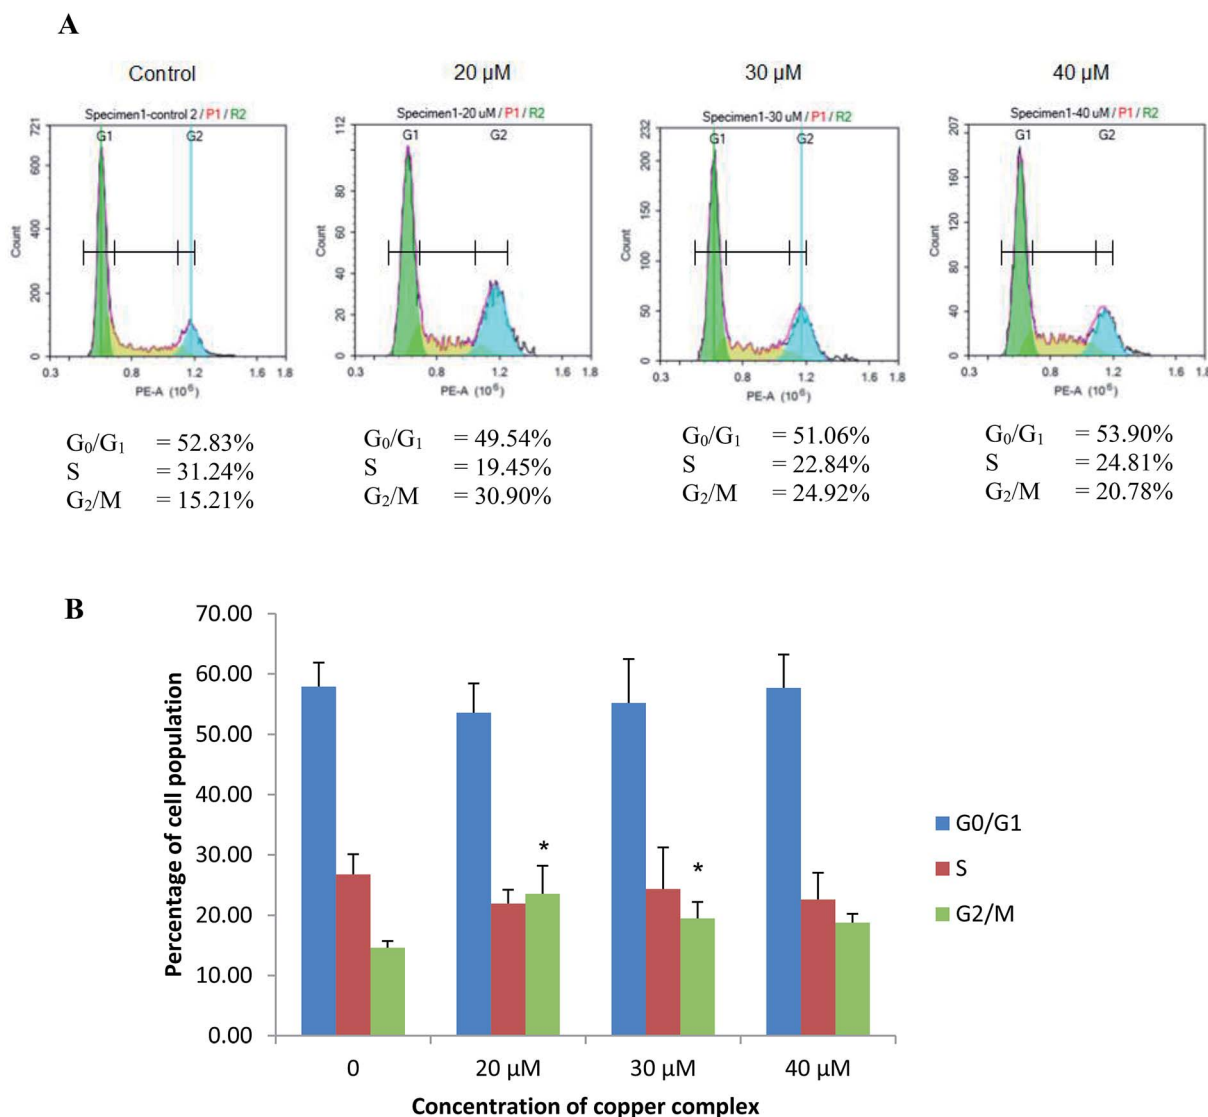 A
Control 20 µM 30 µM 40 µM
Specimen1-control 2 / P1 / R2
G1 G2
721
600
400
200
0
Count
0.3 0.8 1.2 1.6 1.8
PE-A (10⁶)
Specimen1-20 uM / P1 / R2
G1 G2
112
80
60
40
20
0
Count
0.3 0.8 1.2 1.6 1.8
PE-A (10⁶)
Specimen1-30 uM / P1 / R2
G1 G2
232
200
150
100
50
0
Count
0.3 0.8 1.2 1.6 1.8
PE-A (10⁶)
Specimen1-40 uM / P1 / R2
G1 G2
207
160
120
80
40
0
Count
0.3 0.8 1.2 1.6 1.8
PE-A (10⁶)
G₀/G₁ = 52.83%
S = 31.24%
G₂/M = 15.21%
G₀/G₁ = 49.54%
S = 19.45%
G₂/M = 30.90%
G₀/G₁ = 51.06%
S = 22.84%
G₂/M = 24.92%
G₀/G₁ = 53.90%
S = 24.81%
G₂/M = 20.78%
B
Percentage of cell population
70.00
60.00
50.00
40.00
30.00
20.00
10.00
0.00
* *
0 20 µM 30 µM 40 µM
Concentration of copper complex
G0/G1
S
G2/M